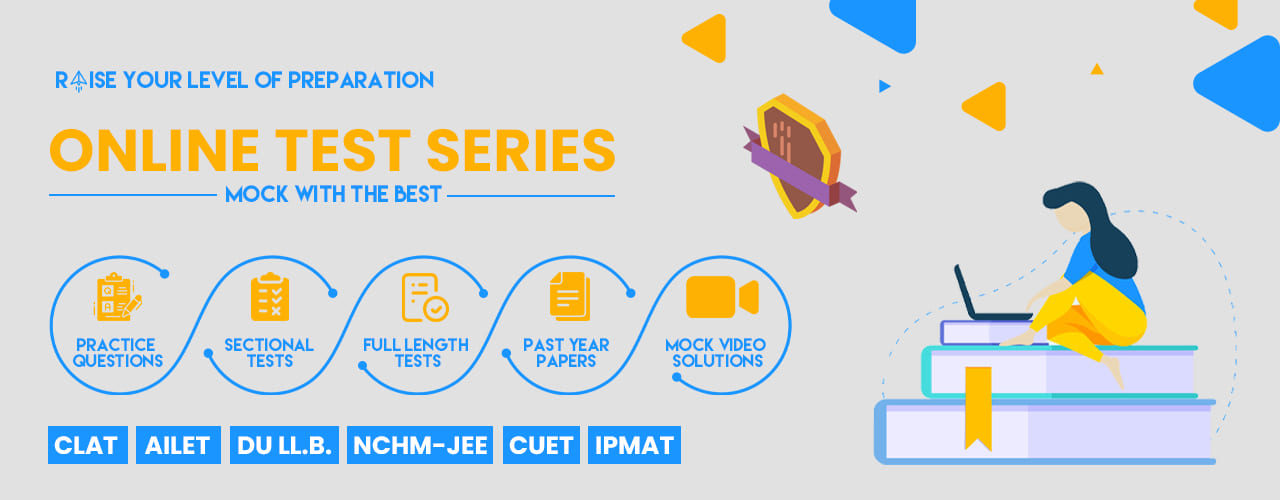 RAISE YOUR LEVEL OF PREPARATION
ONLINE TEST SERIES
MOCK WITH THE BEST
Q
A
PRACTICE
QUESTIONS
SECTIONAL
TESTS
FULL LENGTH
TESTS
PAST YEAR
PAPERS
MOCK VIDEO
SOLUTIONS
CLAT AILET DU LL.B. NCHM-JEE CUET IPMAT